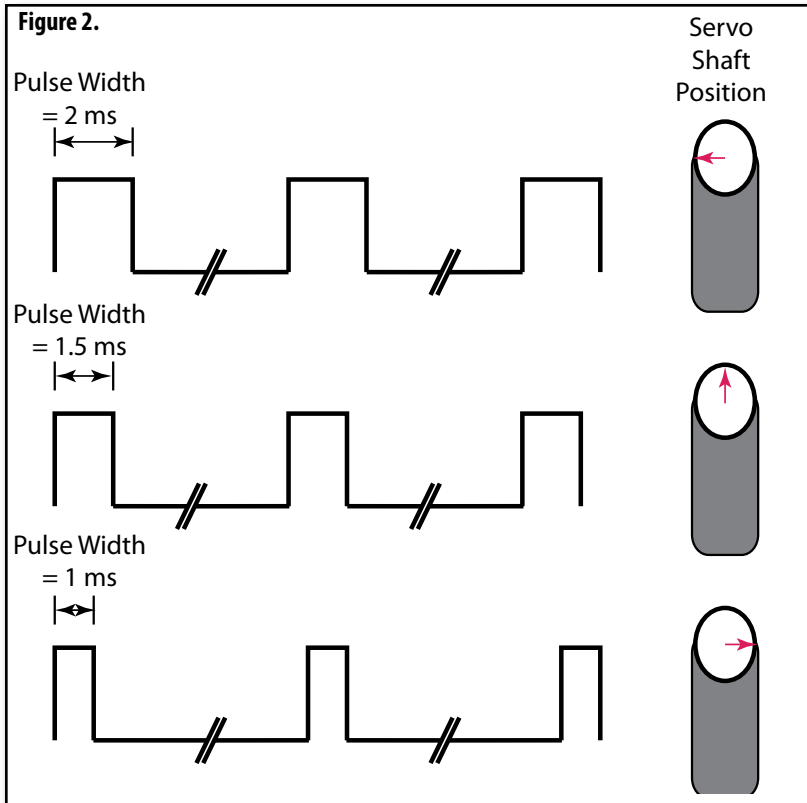 Figure 2.
Servo
Shaft
Position
Pulse Width
= 2 ms
Pulse Width
= 1.5 ms
Pulse Width
= 1 ms